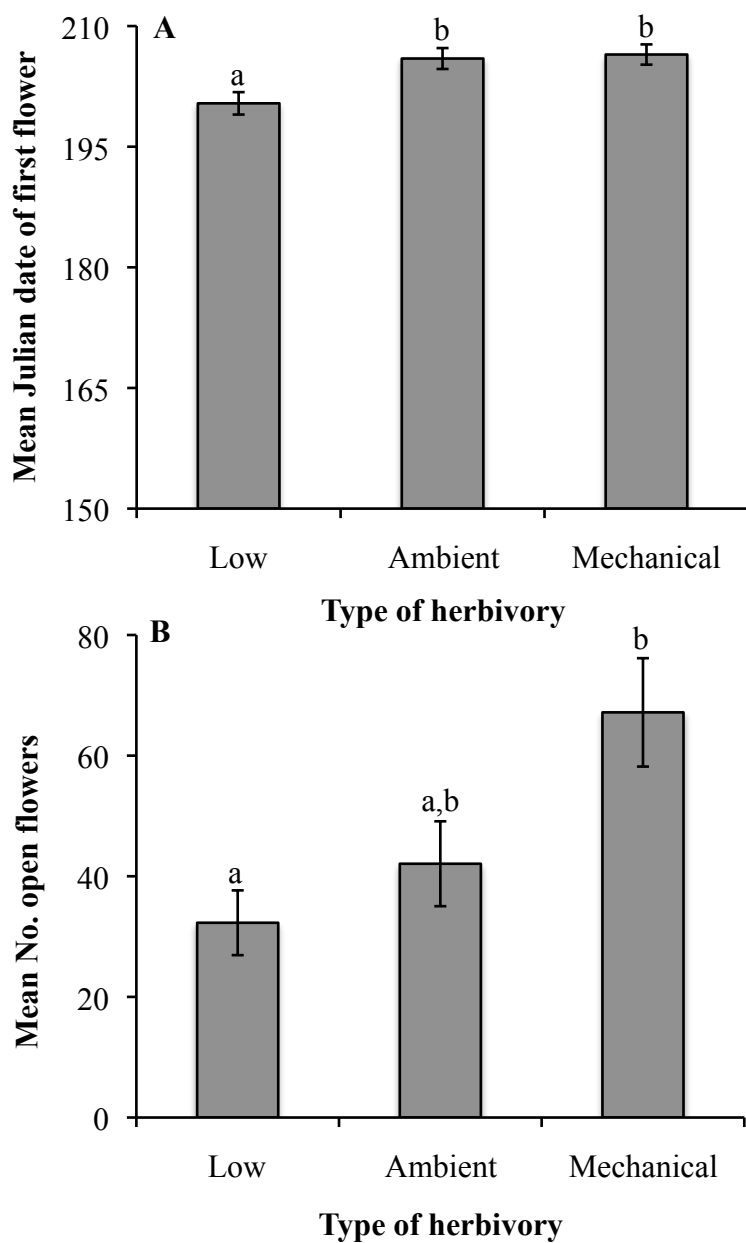 A
Mean Julian date of first flower
210
195
180
165
150
a
b
b
Low
Ambient
Mechanical
Type of herbivory
B
Mean No. open flowers
80
60
40
20
0
a
a,b
b
Low
Ambient
Mechanical
Type of herbivory